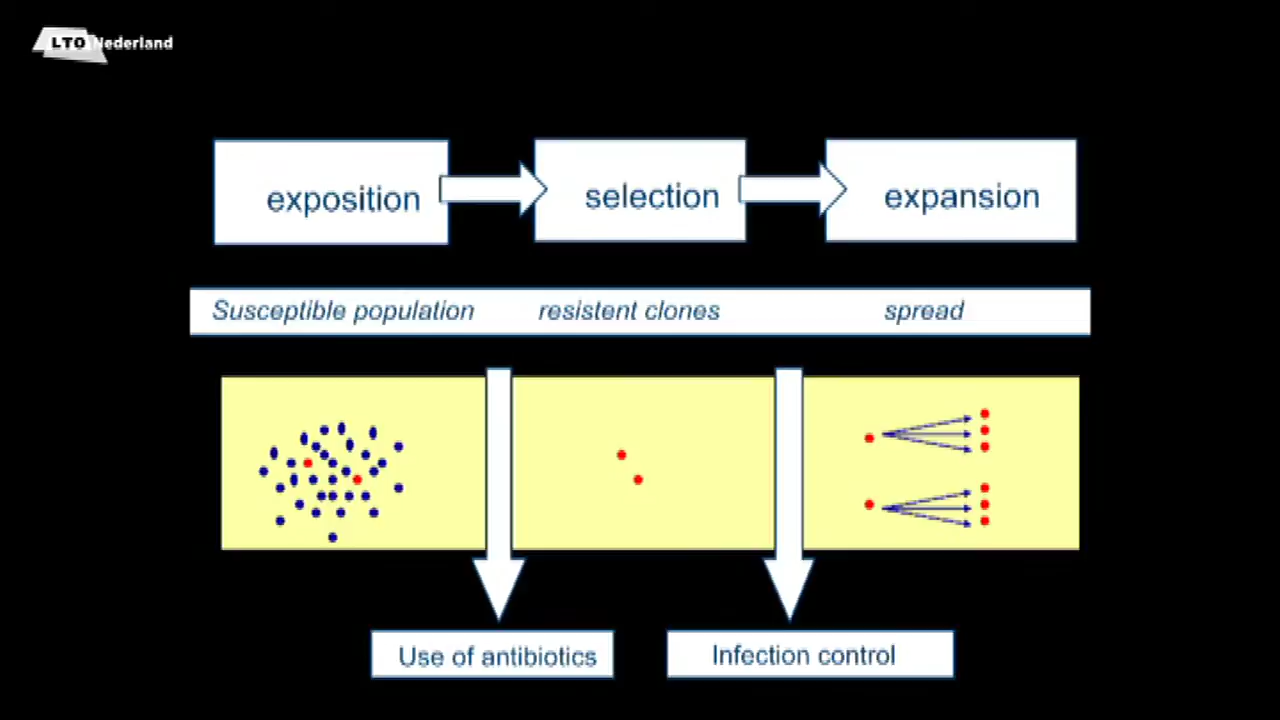 LTO Nederland
exposition
selection
expansion
Susceptible population
resistent clones
spread
Use of antibiotics
Infection control